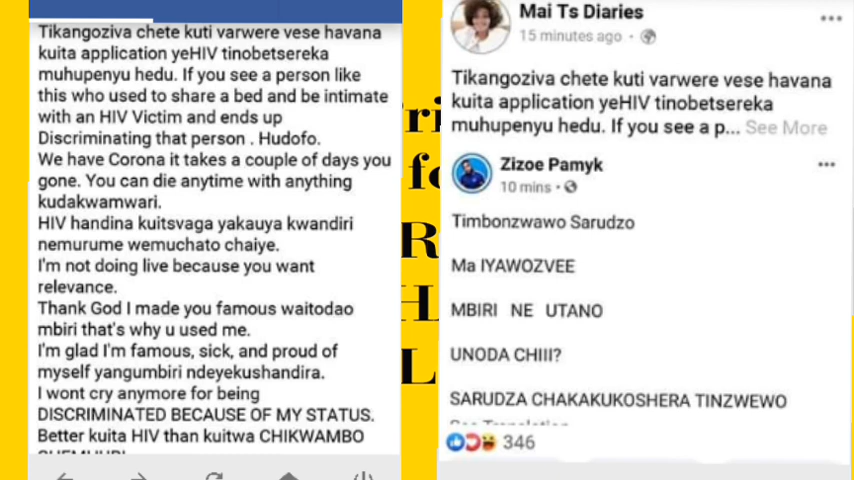 Tikangoziva chete kuti varwere vese havana
kuita application yeHIV tinobetsereka
muhupenyu hedu. If you see a person like
this who used to share a bed and be intimate
with an HIV Victim and ends up
Discriminating that person . Hudofo.
We have Corona it takes a couple of days you
gone. You can die anytime with anything
kudakwamwari.
HIV handina kuitsvaga yakauya kwandiri
nemurume wemuchato chaiye.
I'm not doing live because you want
relevance.
Thank God I made you famous waitodao
mbiri that's why u used me.
I'm glad I'm famous, sick, and proud of
myself yangumbiri ndeyekushandira.
I wont cry anymore for being
DISCRIMINATED BECAUSE OF MY STATUS.
Better kuita HIV than kuitwa CHIKWAMBO
Mai Ts Diaries
15 minutes ago
Tikangoziva chete kuti varwere vese havana
kuita application yeHIV tinobetsereka
muhupenyu hedu. If you see a p... See More
Zizoe Pamyk
10 mins
Timbonzwawo Sarudzo
Ma IYAWOZVEE
MBIRI NE UTANO
UNODA CHIII?
SARUDZA CHAKAKUKOSHERA TINZWEWO
346